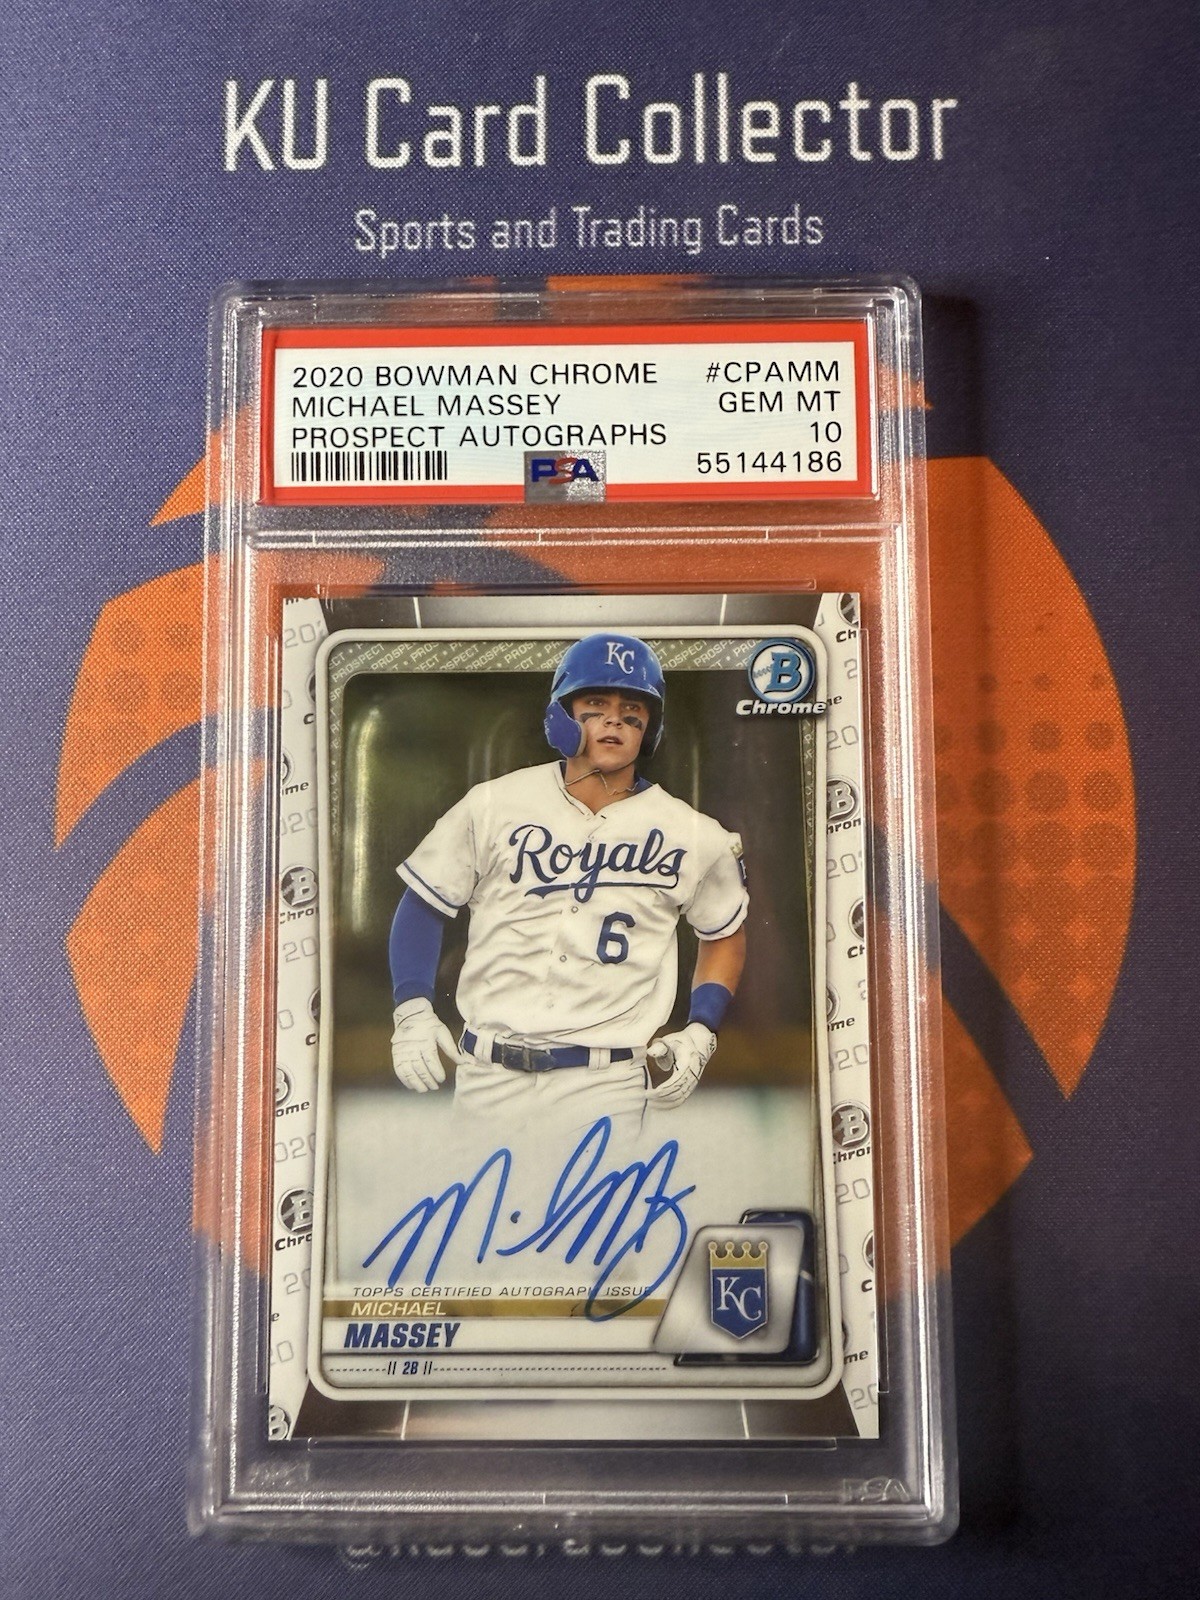 KU Card Collector
Sports and Trading Cards
2020 BOWMAN CHROME #CPAMM
MICHAEL MASSEY GEM MT
PROSPECT AUTOGRAPHS 10
PSA 55144186
B
Chrome
KC
Royals
6
TOPPS CERTIFIED AUTOGRAPH ISSUE
MICHAEL
MASSEY
KC
// 2B //
PSA